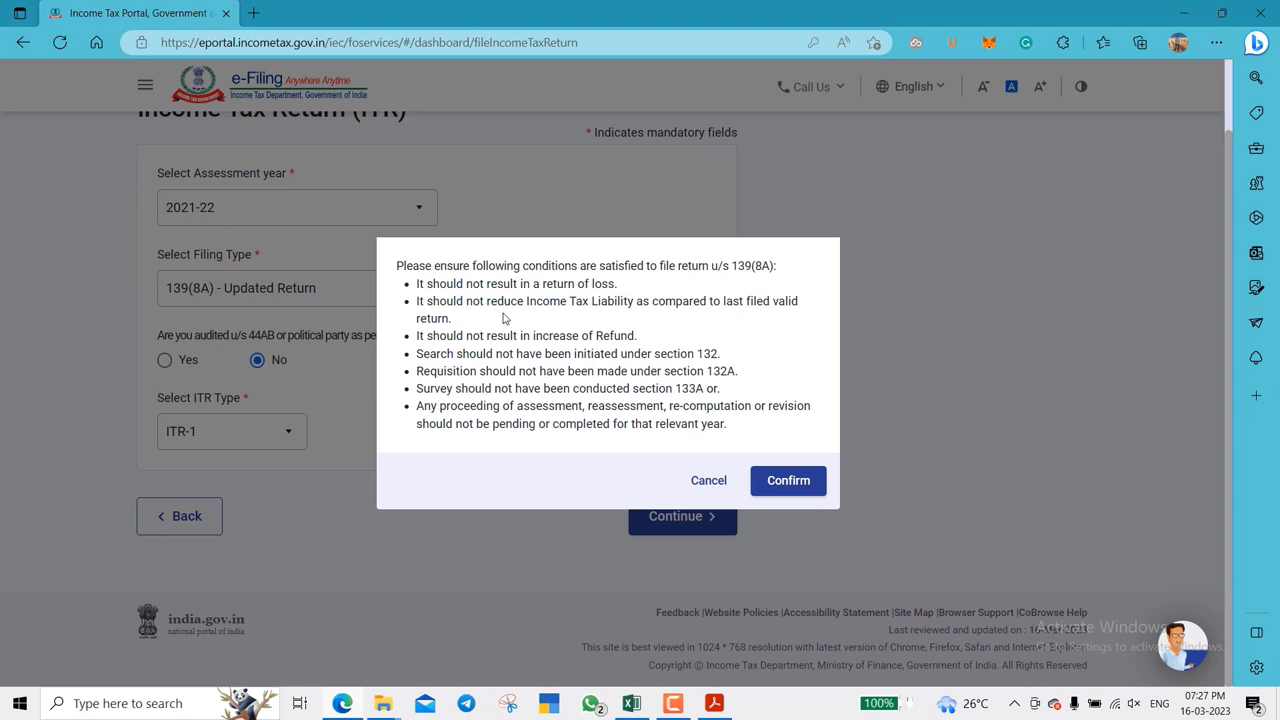 Income Tax Portal, Government o
https://eportal.incometax.gov.in/iec/foservices/#/dashboard/fileIncomeTaxReturn
e-Filing Anywhere Anytime
Income Tax Department, Government of India
Call Us
English
A- A A+
Income Tax Return (ITR)
* Indicates mandatory fields
Select Assessment year *
2021-22
Select Filing Type *
139(8A) - Updated Return
Are you audited u/s 44AB or political party as pe
Yes No
Select ITR Type *
ITR-1
Please ensure following conditions are satisfied to file return u/s 139(8A):
It should not result in a return of loss.
It should not reduce Income Tax Liability as compared to last filed valid
return.
It should not result in increase of Refund.
Search should not have been initiated under section 132.
Requisition should not have been made under section 132A.
Survey should not have been conducted section 133A or.
Any proceeding of assessment, reassessment, re-computation or revision
should not be pending or completed for that relevant year.
Cancel Confirm
Back Continue
india.gov.in
national portal of india
Feedback |Website Policies |Accessibility Statement |Site Map |Browser Support |CoBrowse Help
Last reviewed and updated on : 16-Mar-2023
Activate Windows
This site is best viewed in 1024 * 768 resolution with latest version of Chrome, Firefox, Safari and Internet
Go to Settings to activate Windows.
Copyright © Income Tax Department, Ministry of Finance, Government of India. All Rights Reserved
Type here to search
2
100%
26°C
ENG
07:27 PM
16-03-2023
2